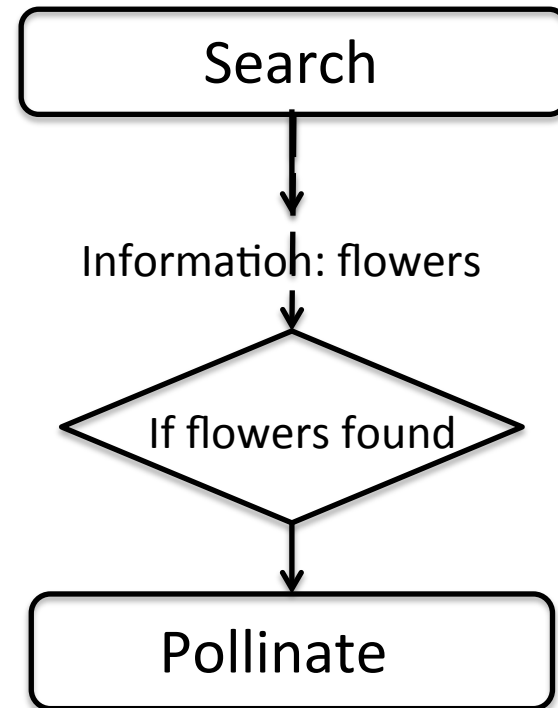 Search
Information: flowers
If flowers found
Pollinate